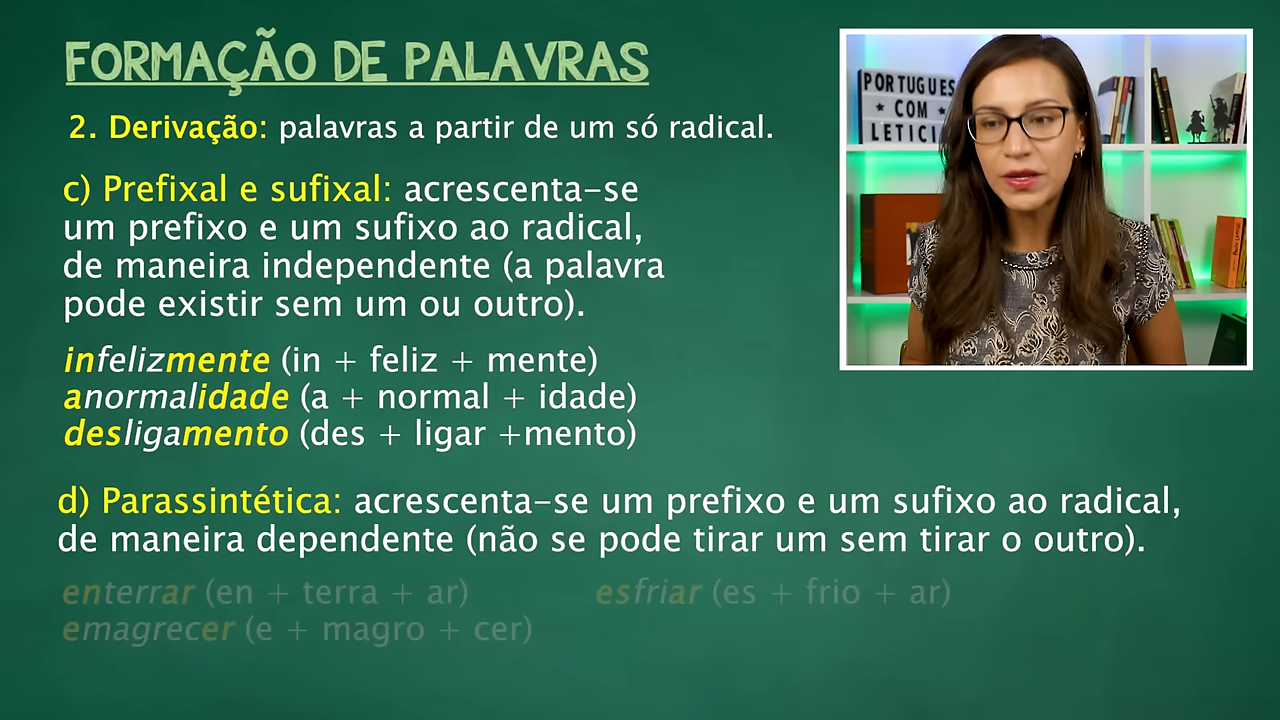 FORMAÇÃO DE PALAVRAS
2. Derivação: palavras a partir de um só radical.
c) Prefixal e sufixal: acrescenta-se
um prefixo e um sufixo ao radical,
de maneira independente (a palavra
pode existir sem um ou outro).
infelizmente (in + feliz + mente)
anormalidade (a + normal + idade)
desligamento (des + ligar +mento)
d) Parassintética: acrescenta-se um prefixo e um sufixo ao radical,
de maneira dependente (não se pode tirar um sem tirar o outro).
enterrar (en + terra + ar)
esfriar (es + frio + ar)
emagrecer (e + magro + cer)
PORTUGUES
COM
LETICI